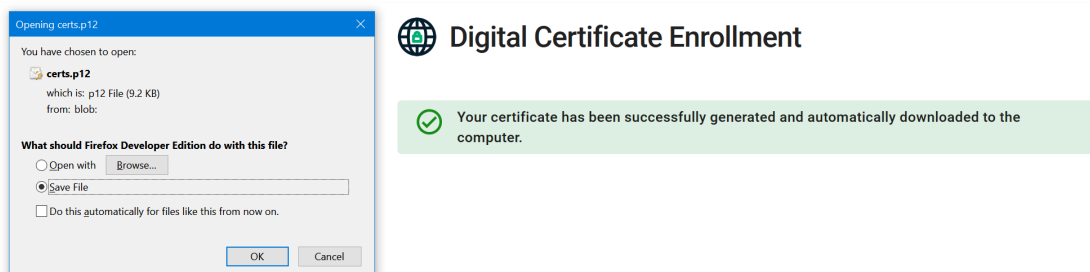 Opening certs.p12
You have chosen to open:
certs.p12
which is: p12 File (9.2 KB)
from: blob:
What should Firefox Developer Edition do with this file?
Open with Browse...
Save File
Do this automatically for files like this from now on.
OK Cancel
Digital Certificate Enrollment
Your certificate has been successfully generated and automatically downloaded to the
computer.